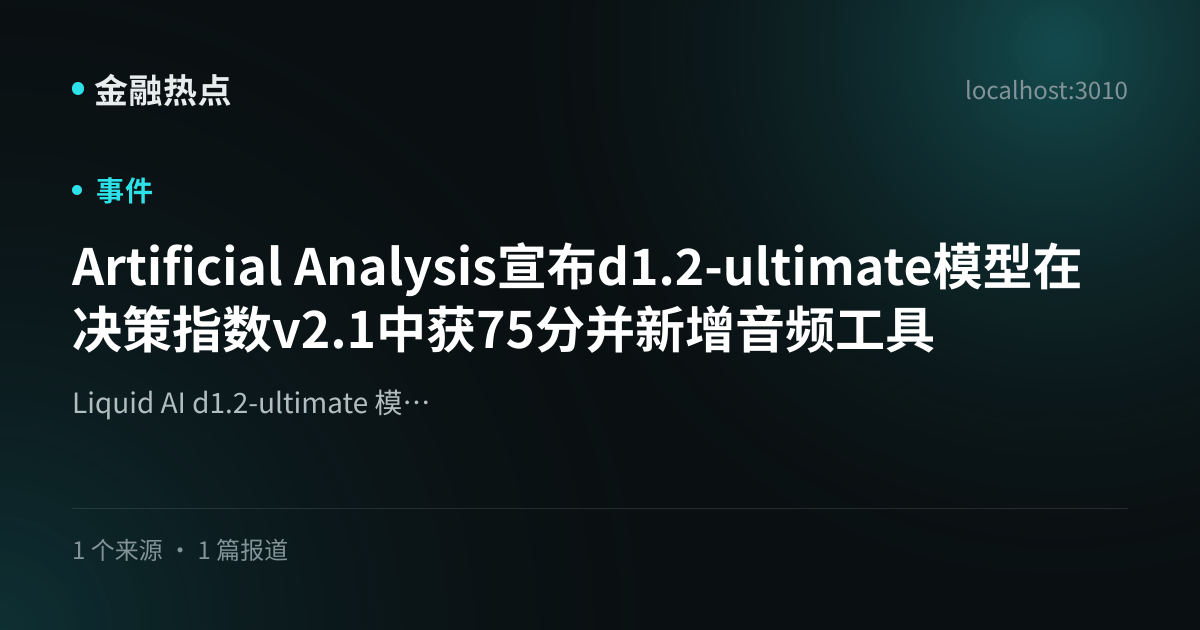 金融热点
localhost:3010
事件
Artificial Analysis宣布d1.2-ultimate模型在
决策指数v2.1中获75分并新增音频工具
Liquid AI d1.2-ultimate 模…
1 个来源 · 1 篇报道